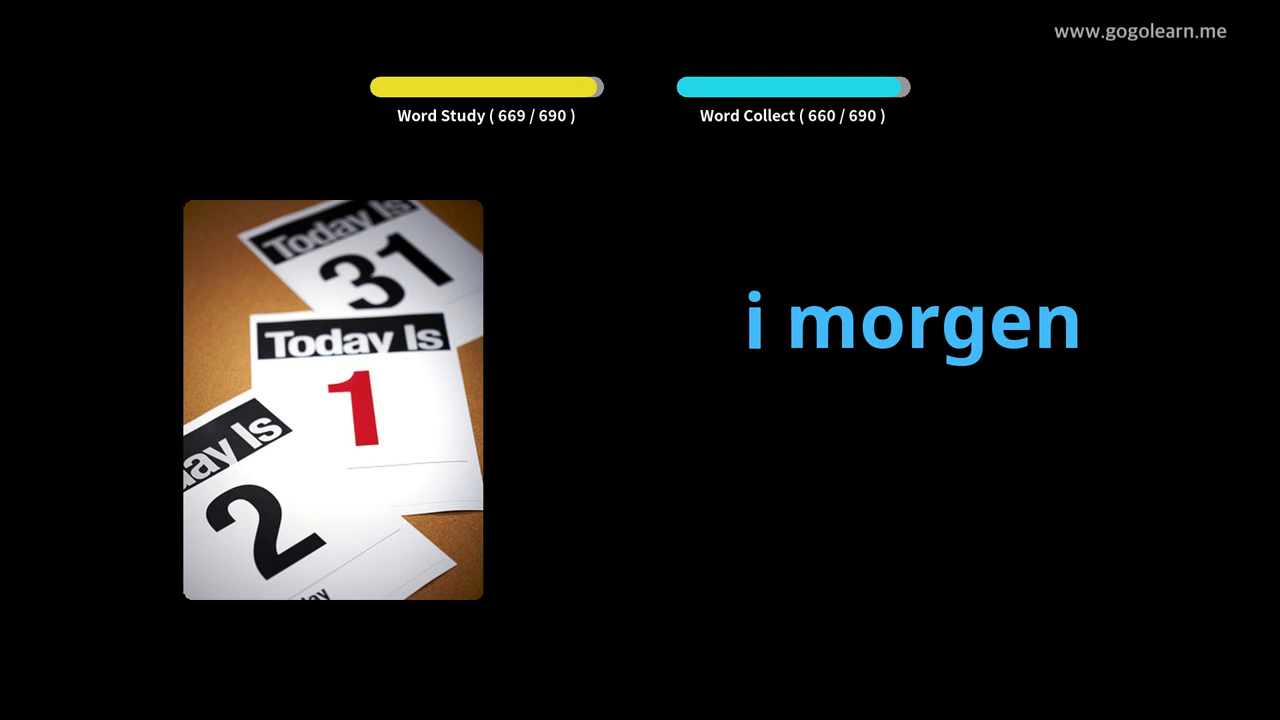 www.gogolearn.me
Word Study ( 669 / 690 )
Word Collect ( 660 / 690 )
Today Is
31
Today Is
1
ay Is
2
i morgen